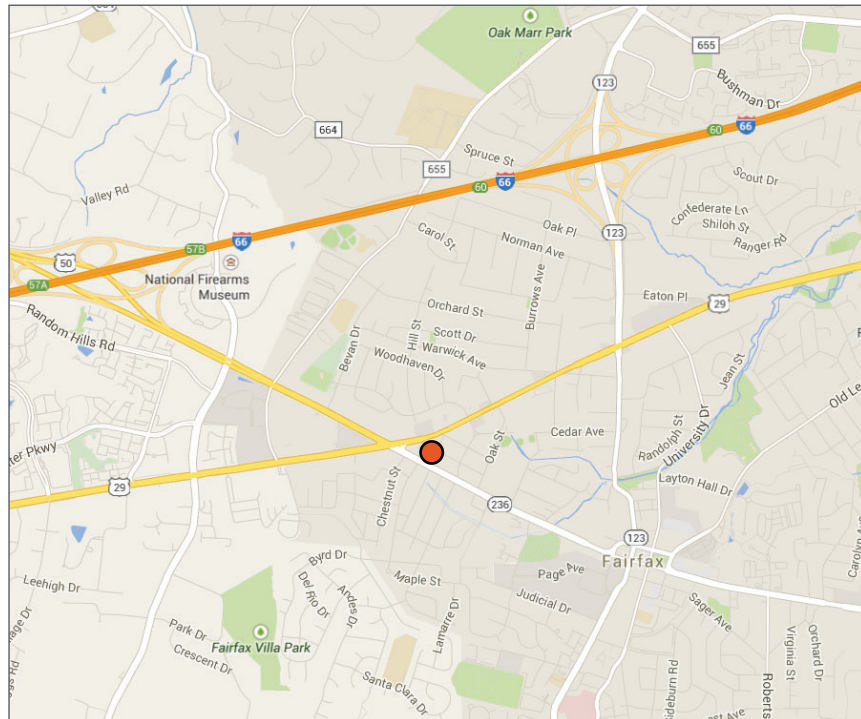 Oak Marr Park
655
123
Bushman Dr
664
60
66
655
Spruce St
60
66
Scout Dr
Valley Rd
Confederate Ln
Shiloh St
Ranger Rd
Oak Pl
Norman Ave
Carol St
123
66
57B
50
57A
National Firearms
Museum
Burrows Ave
Eaton Pl
29
Orchard St
Random Hills Rd
Bevan Dr
Hill St
Scott Dr
Warwick Ave
Woodhaven Dr
Jean St
Old Le
Randolph St
University Dr
Cedar Ave
Oak St
ter Pkwy
29
Chestnut St
236
Layton Hall Dr
123
Fairfax
Carolyn Ave
Byrd Dr
Page Ave
Judicial Dr
Maple St
Leehigh Dr
Del Rio Dr
Andes Dr
Lamarre Dr
Sager Ave
Park Dr
Fairfax Villa Park
Crescent Dr
Santa Clara Dr
Sideburn Rd
Roberts
Virginia St
Orchard Dr